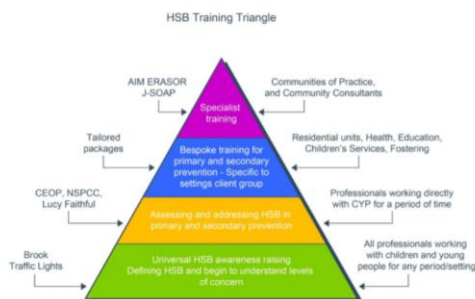 HSB Training Triangle
AIM ERASOR
J-SOAP
Communities of Practice,
and Community Consultants
Specialist
training
Tailored
packages
Bespoke training for
primary and secondary
prevention - Specific to
settings client group
Residential units, Health, Education,
Children's Services, Fostering
CEOP, NSPCC,
Lucy Faithful
Assessing and addressing HSB in
primary and secondary prevention
Professionals working directly
with CYP for a period of time
Brook
Traffic Lights
Universal HSB awareness raising
Defining HSB and begin to understand levels
of concern
All professionals working
with children and young
people for any period/setting